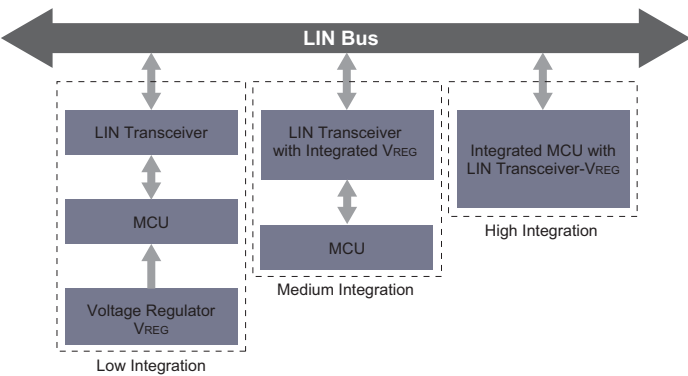 LIN Bus
LIN Transceiver
MCU
Voltage Regulator
VREG
Low Integration
LIN Transceiver
with Integrated VREG
MCU
Medium Integration
Integrated MCU with
LIN Transceiver-VREG
High Integration